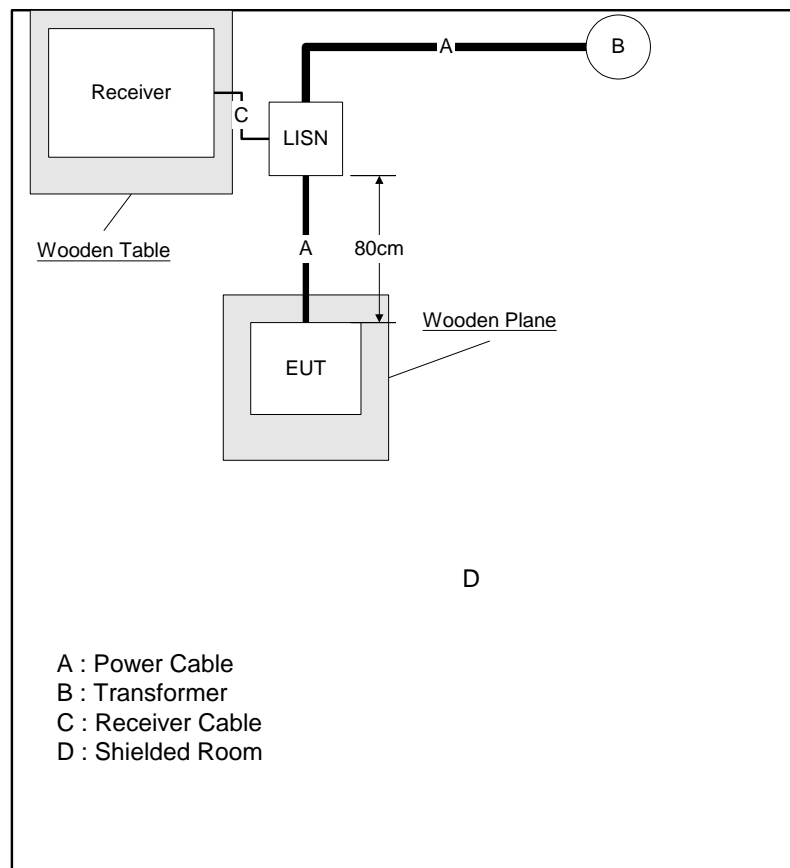 A
B
Receiver
C
LISN
Wooden Table
A
80cm
Wooden Plane
EUT
D
A : Power Cable
B : Transformer
C : Receiver Cable
D : Shielded Room